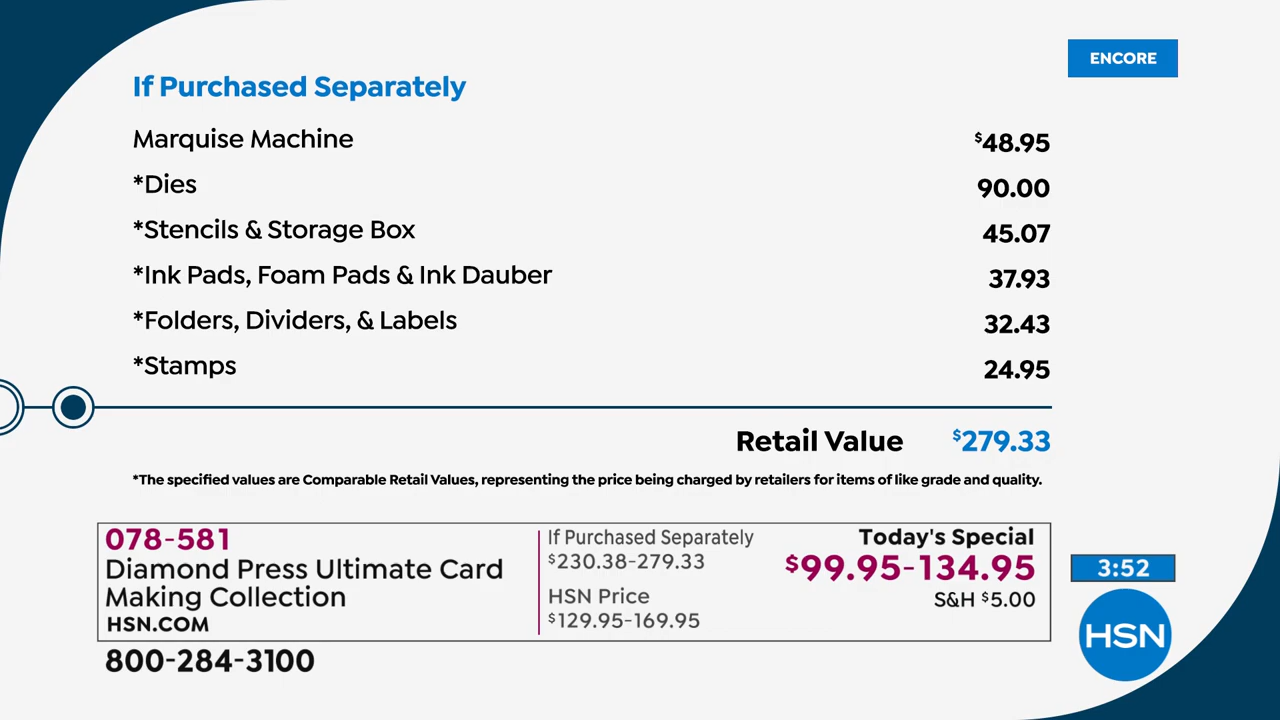 ENCORE
If Purchased Separately
Marquise Machine $48.95
*Dies 90.00
*Stencils & Storage Box 45.07
*Ink Pads, Foam Pads & Ink Dauber 37.93
*Folders, Dividers, & Labels 32.43
*Stamps 24.95
Retail Value $279.33
*The specified values are Comparable Retail Values, representing the price being charged by retailers for items of like grade and quality.
078-581
Diamond Press Ultimate Card
Making Collection
HSN.COM
If Purchased Separately
$230.38-279.33
HSN Price
$129.95-169.95
Today's Special
$99.95-134.95
S&H $5.00
3:52
HSN
800-284-3100